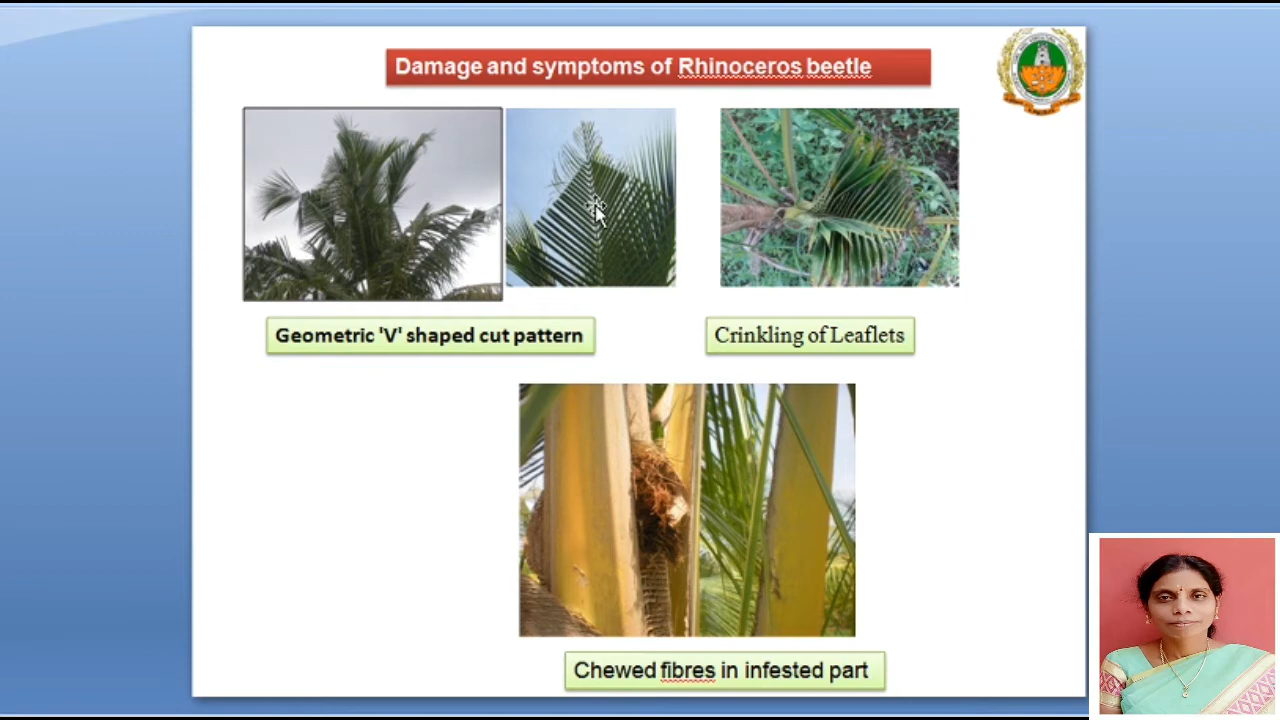 Damage and symptoms of Rhinoceros beetle
Geometric 'V' shaped cut pattern
Crinkling of Leaflets
Chewed fibres in infested part